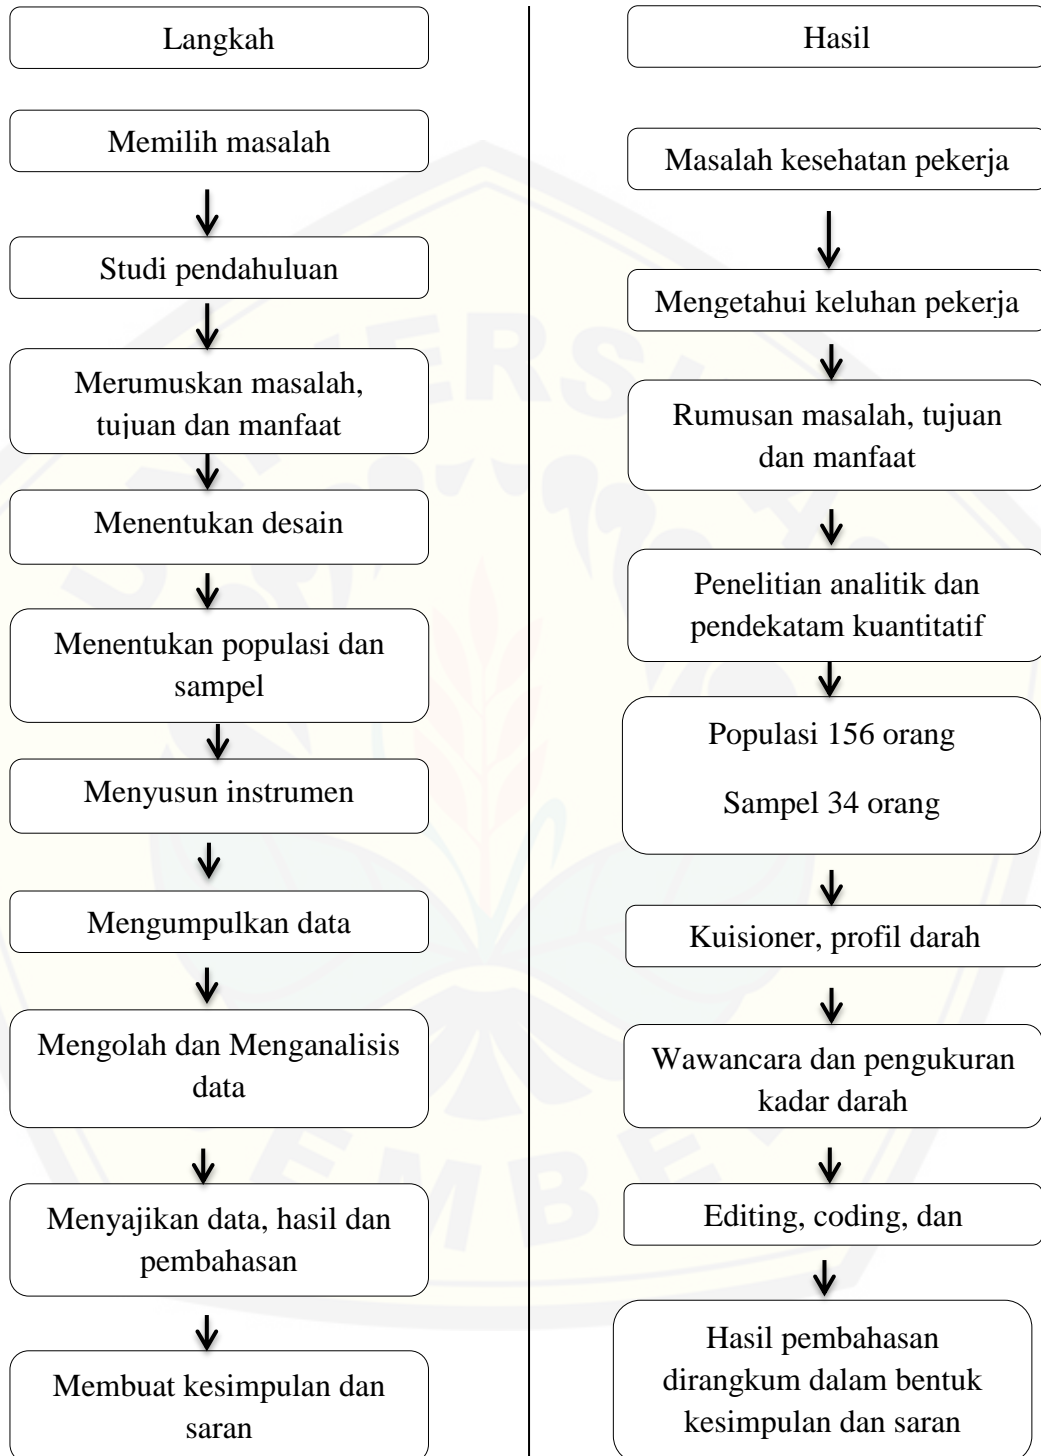 Langkah
Memilih masalah
Studi pendahuluan
Merumuskan masalah,
tujuan dan manfaat
Menentukan desain
Menentukan populasi dan
sampel
Menyusun instrumen
Mengumpulkan data
Mengolah dan Menganalisis
data
Menyajikan data, hasil dan
pembahasan
Membuat kesimpulan dan
saran
Hasil
Masalah kesehatan pekerja
Mengetahui keluhan pekerja
Rumusan masalah, tujuan
dan manfaat
Penelitian analitik dan
pendekatam kuantitatif
Populasi 156 orang
Sampel 34 orang
Kuisioner, profil darah
Wawancara dan pengukuran
kadar darah
Editing, coding, dan
Hasil pembahasan
dirangkum dalam bentuk
kesimpulan dan saran
UNIVERSITAS
JEMBER